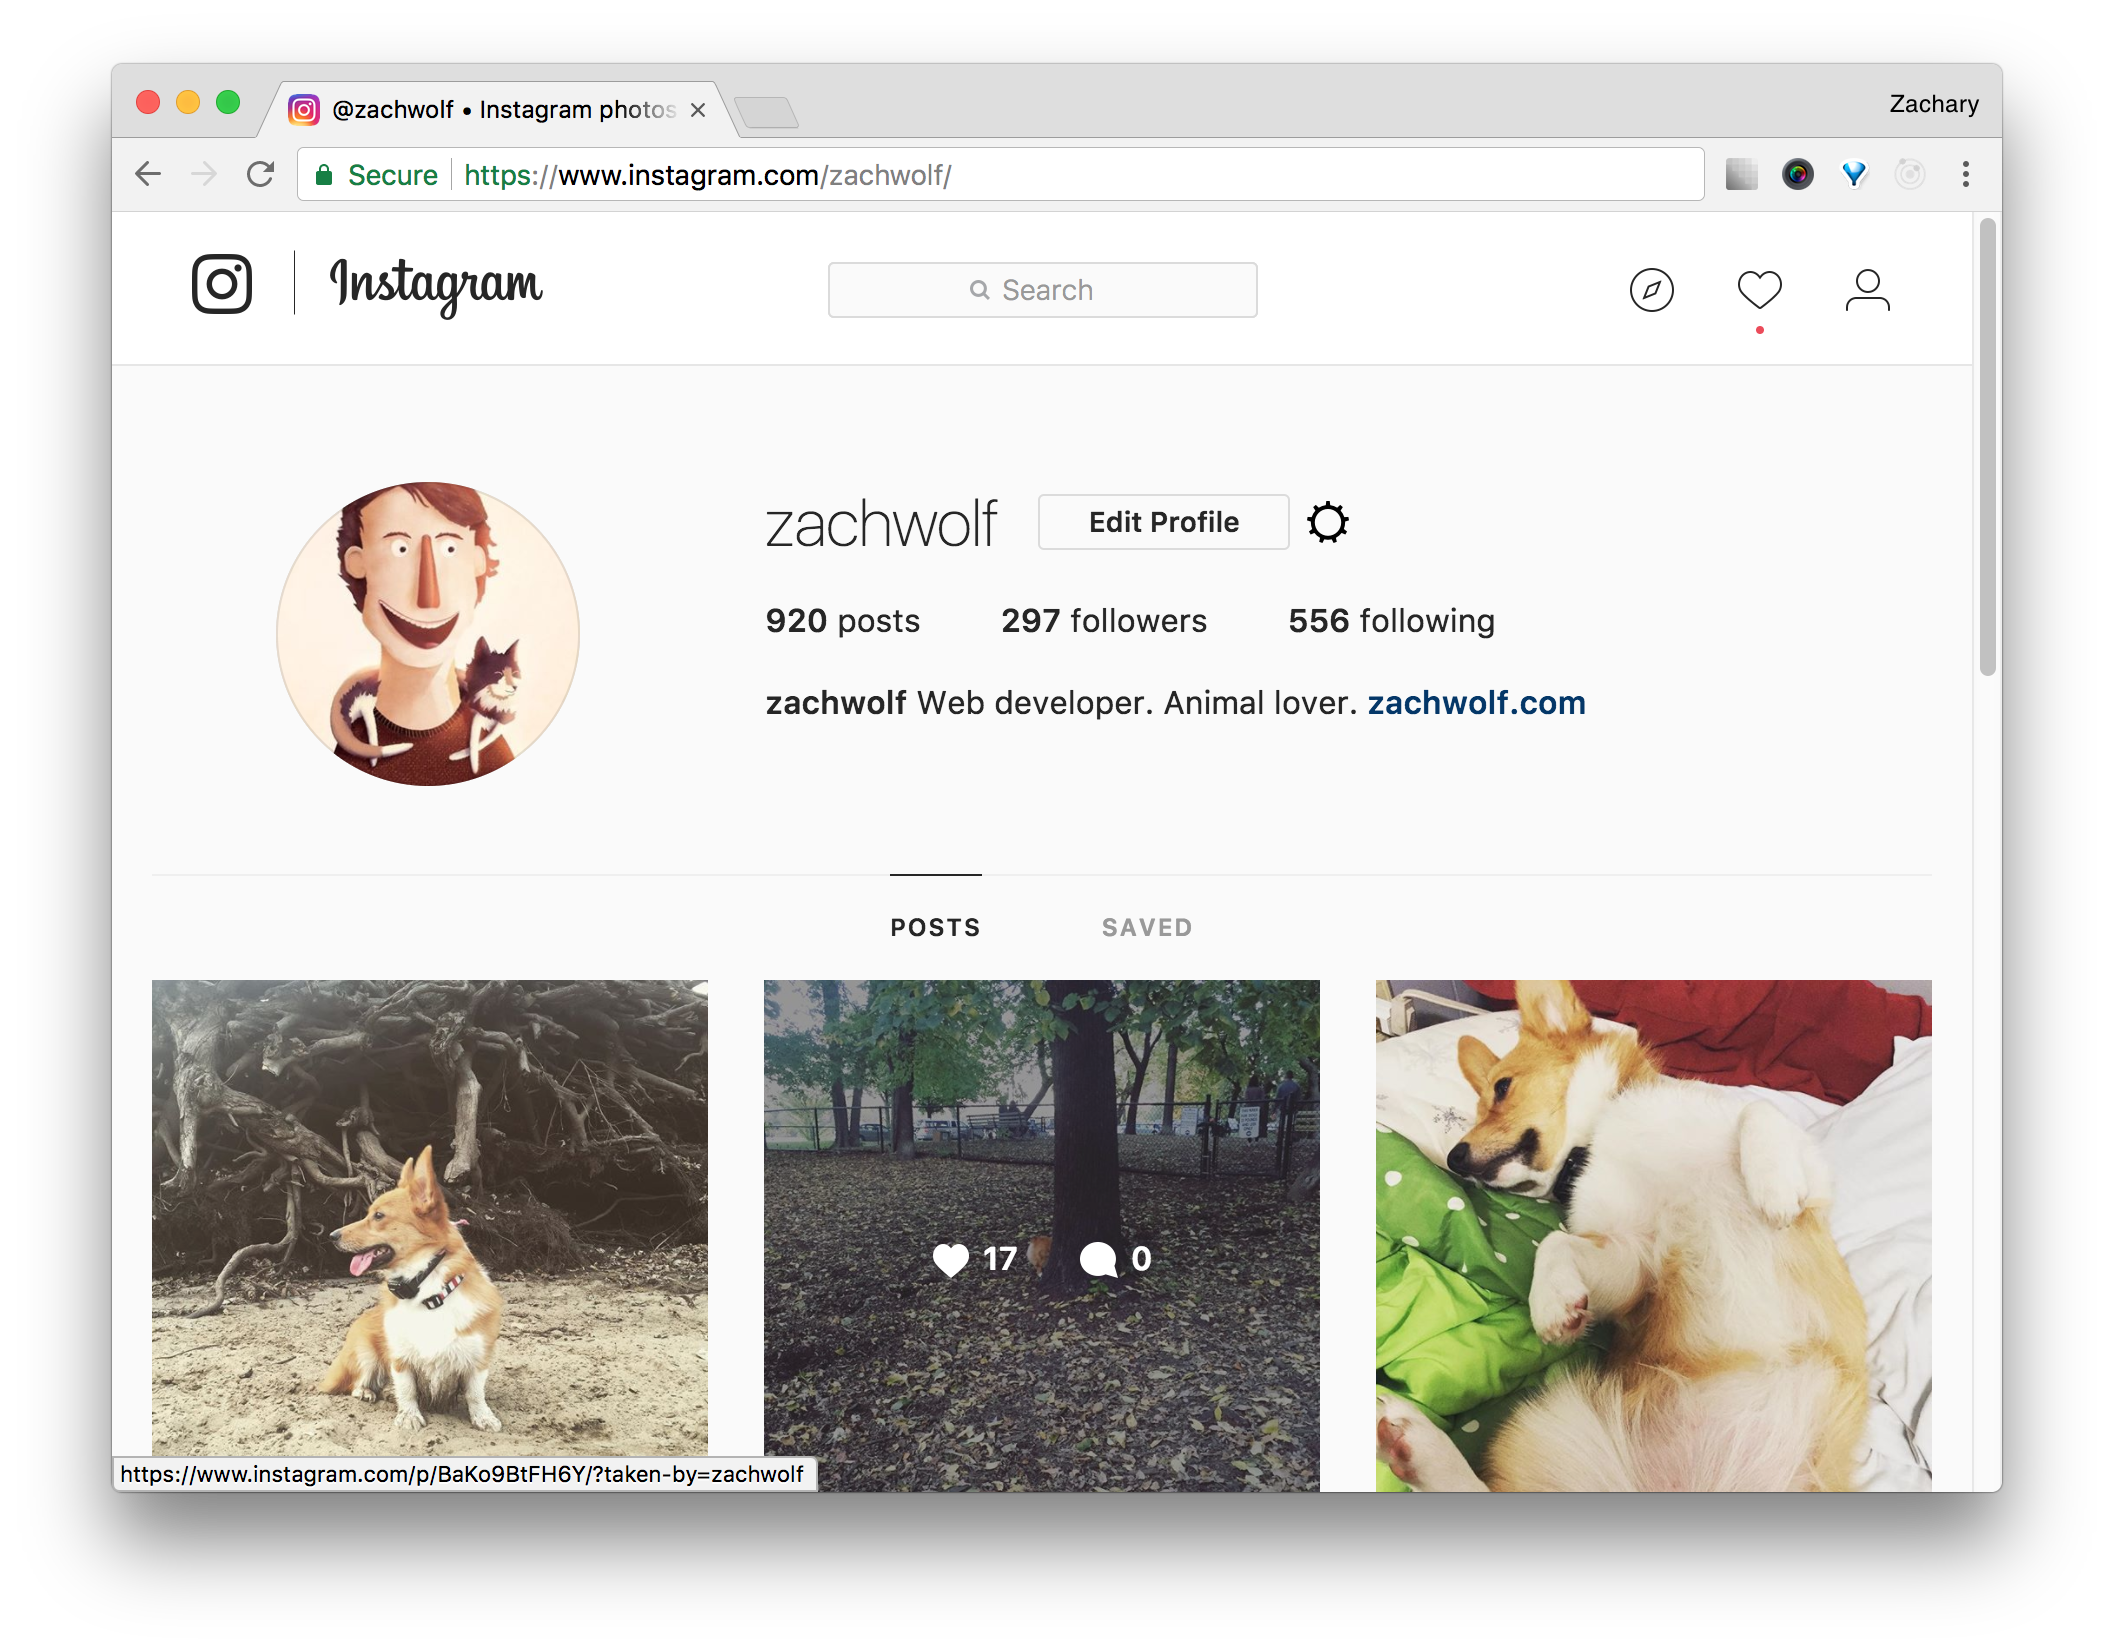 @zachwolf • Instagram photos
Zachary
Secure https://www.instagram.com/zachwolf/
Instagram
Search
zachwolf
Edit Profile
920 posts 297 followers 556 following
zachwolf Web developer. Animal lover. zachwolf.com
POSTS SAVED
17 0
https://www.instagram.com/p/BaKo9BtFH6Y/?taken-by=zachwolf